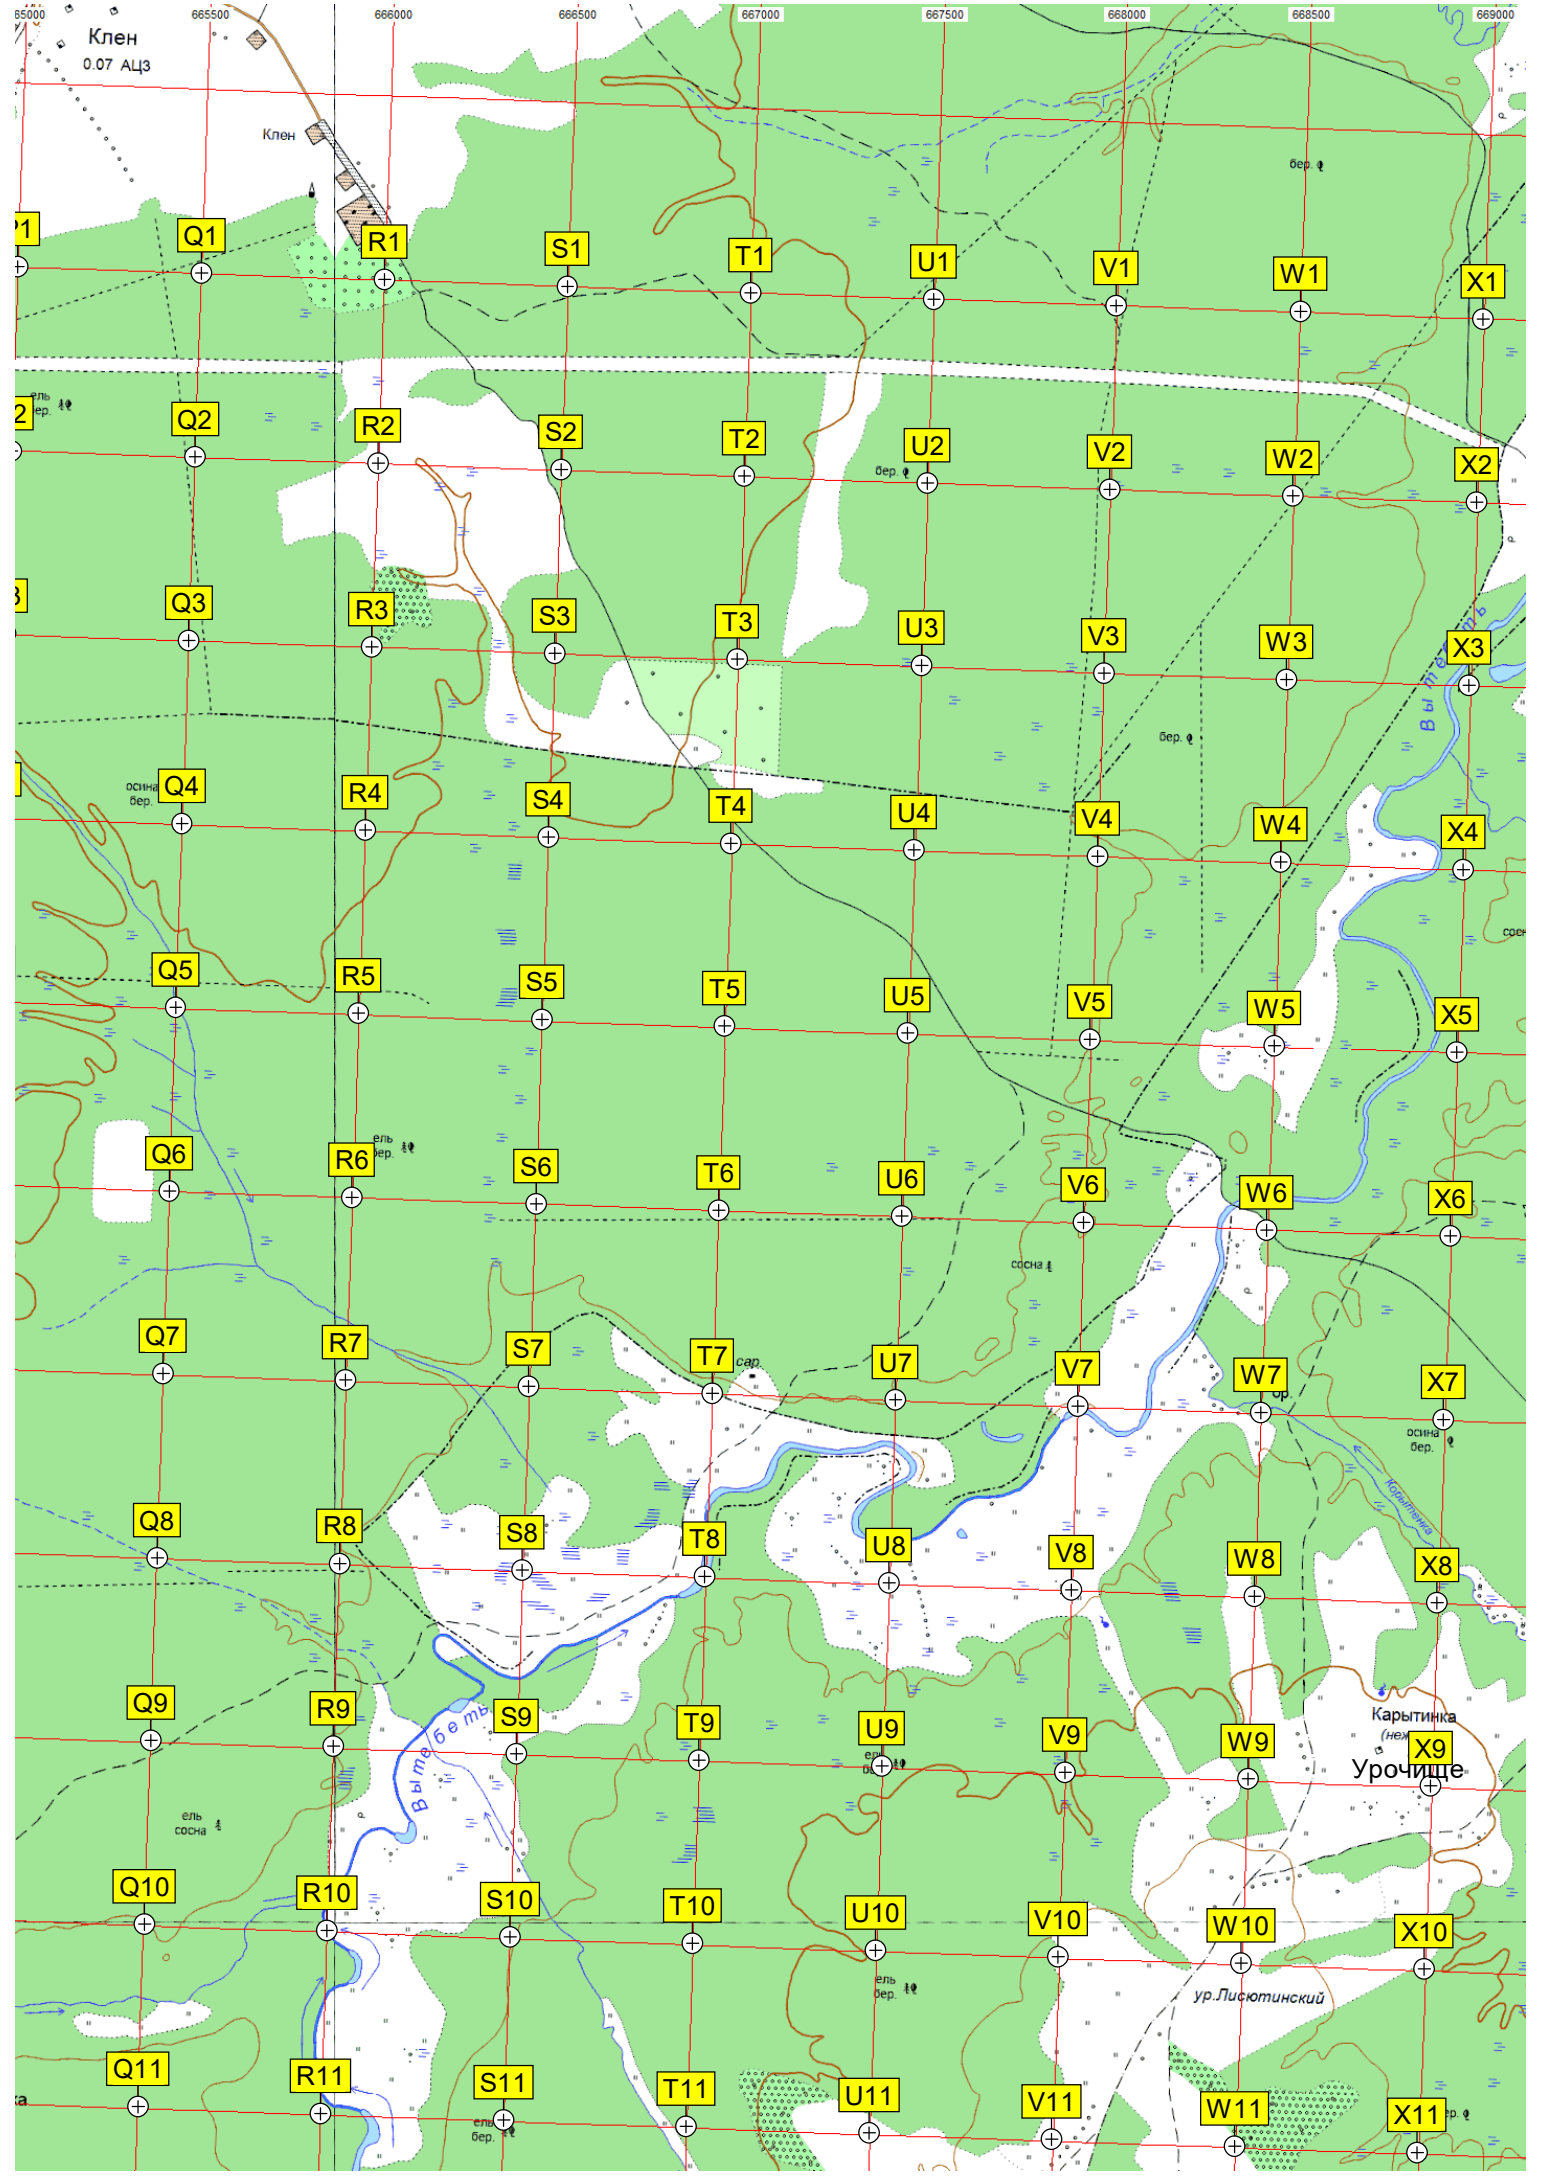 65000 665500 666000 666500 667000 667500 668000 668500 669000
Клен
0.07 АЦЗ
Клен
бер.
Q1 R1 S1 T1 U1 V1 W1 X1
ель
бер.
Q2 R2 S2 T2 U2 V2 W2 X2
бер.
Q3 R3 S3 T3 U3 V3 W3 X3
Вытебеть
бер.
осина
бер.
Q4 R4 S4 T4 U4 V4 W4 X4
Q5 R5 S5 T5 U5 V5 W5 X5
ель
бер.
Q6 R6 S6 T6 U6 V6 W6 X6
сосна
Q7 R7 S7 T7 U7 V7 W7 X7
сар.
осина
бер.
Корытенка
Q8 R8 S8 T8 U8 V8 W8 X8
Вытебеть
Q9 R9 S9 T9 U9 V9 W9 X9
Карытинка
Урочище
ель
сосна
Q10 R10 S10 T10 U10 V10 W10 X10
ель
бер.
ур.Лисютинский
Q11 R11 S11 T11 U11 V11 W11 X11
ель
бер.